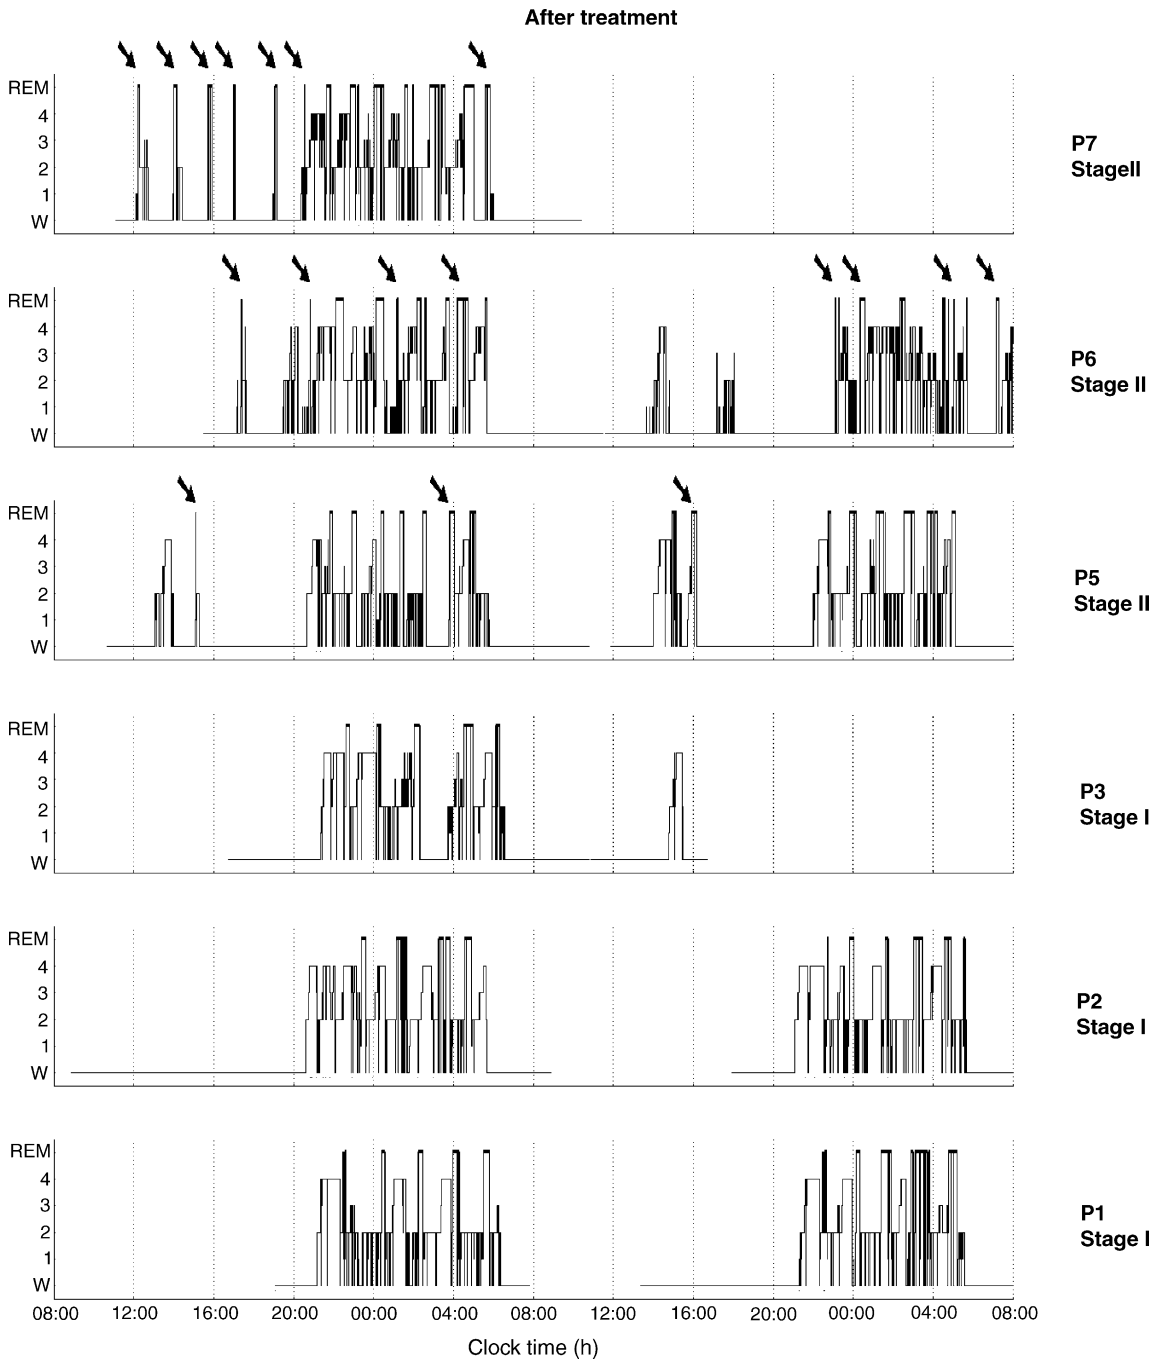 After treatment
REM
4
3
2
1
W
P7
StageII
REM
4
3
2
1
W
P6
Stage II
REM
4
3
2
1
W
P5
Stage II
REM
4
3
2
1
W
P3
Stage I
REM
4
3
2
1
W
P2
Stage I
REM
4
3
2
1
W
P1
Stage I
08:00 12:00 16:00 20:00 00:00 04:00 08:00 12:00 16:00 20:00 00:00 04:00 08:00
Clock time (h)